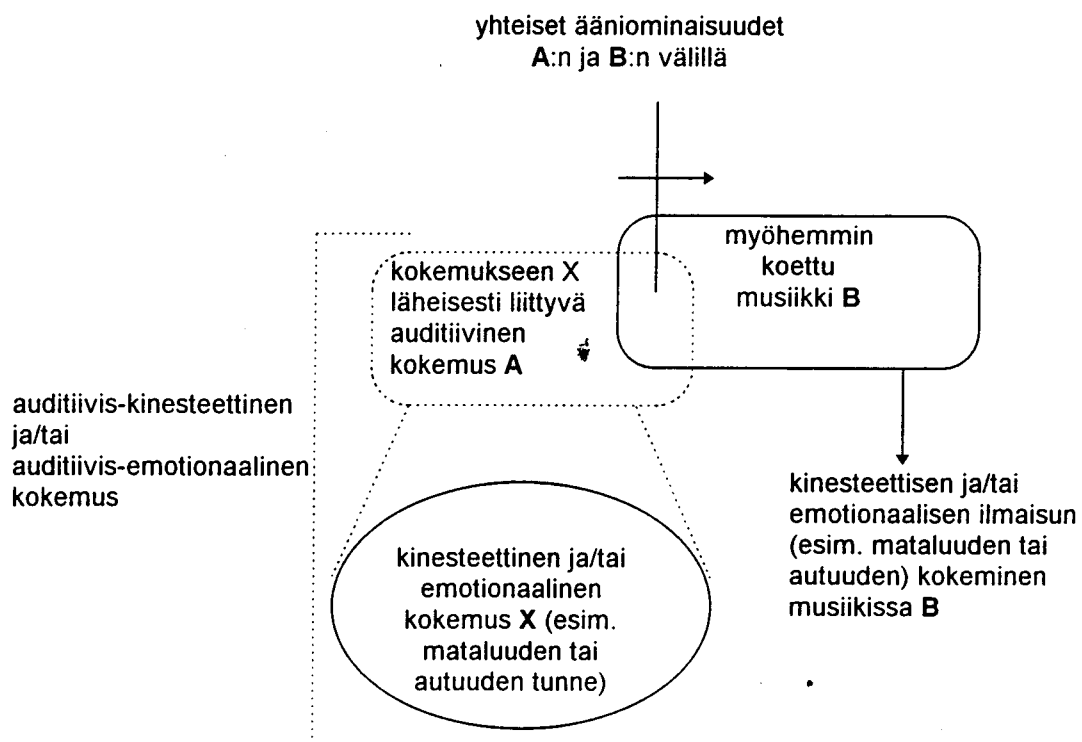 yhteiset ääniominaisuudet
A:n ja B:n välillä
myöhemmin
koettu
musiikki B
kokemukseen X
läheisesti liittyvä
auditiivinen
kokemus A
auditiivis-kinesteettinen
ja/tai
auditiivis-emotionaalinen
kokemus
kinesteettisen ja/tai
emotionaalisen ilmaisun
(esim. mataluuden tai
autuuden) kokeminen
musiikissa B
kinesteettinen ja/tai
emotionaalinen
kokemus X (esim.
mataluuden tai
autuuden tunne)